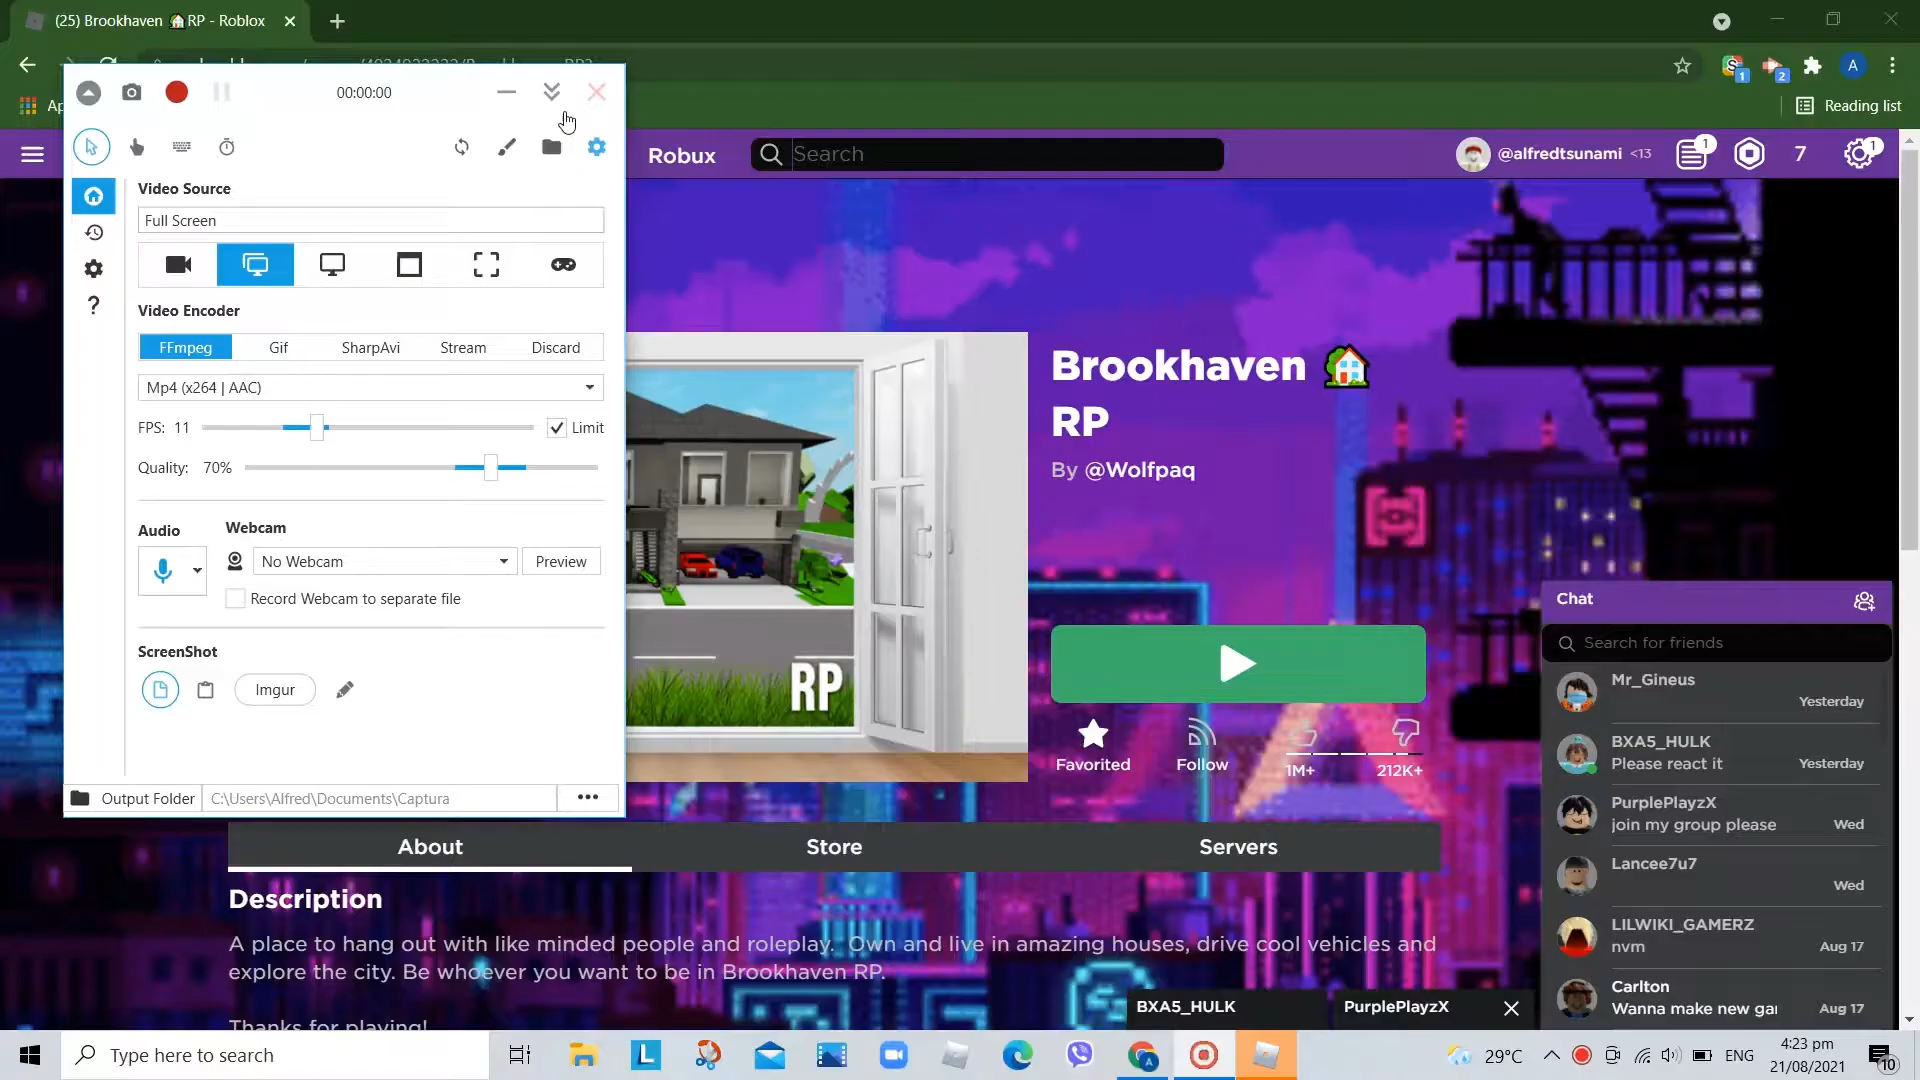 (25) Brookhaven 🏠RP - Roblox
Reading list
00:00:00
Robux
Search
@alfredtsunami <13
1
7
1
1
2
A
Video Source
Full Screen
Video Encoder
FFmpeg Gif SharpAvi Stream Discard
Mp4 (x264 | AAC)
FPS: 11
Limit
Quality: 70%
Audio
Webcam
No Webcam
Preview
Record Webcam to separate file
ScreenShot
Imgur
Output Folder
C:\Users\Alfred\Documents\Captura
RP
Brookhaven 🏠
RP
By @Wolfpaq
Favorited
Follow
1M+
212K+
About
Store
Servers
Description
A place to hang out with like minded people and roleplay. Own and live in amazing houses, drive cool vehicles and
explore the city. Be whoever you want to be in Brookhaven RP.
Thanks for playing!
Chat
Search for friends
Mr_Gineus
Yesterday
BXA5_HULK
Please react it
Yesterday
PurplePlayzX
join my group please
Wed
Lancee7u7
Wed
LILWIKI_GAMERZ
nvm
Aug 17
Carlton
Wanna make new gar
Aug 17
BXA5_HULK
PurplePlayzX
Type here to search
29°C
ENG
4:23 pm
21/08/2021
10